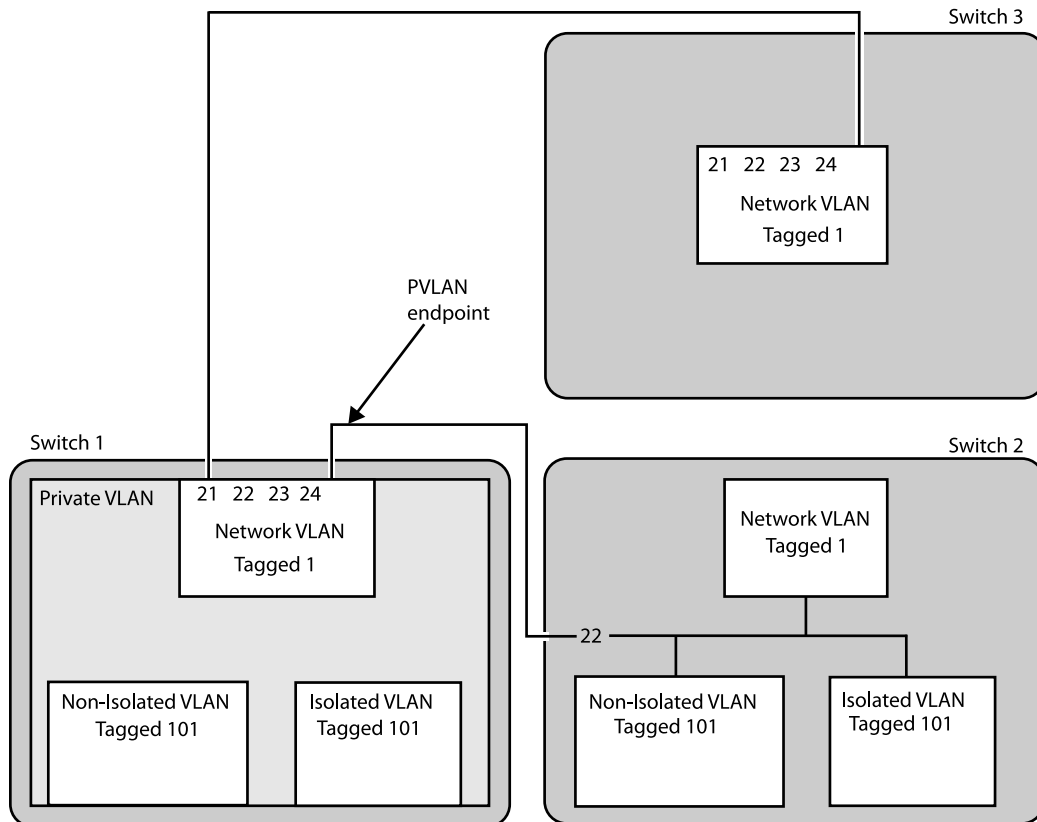 Switch 3
21 22 23 24
Network VLAN
Tagged 1
PVLAN
endpoint
Switch 1
Private VLAN
21 22 23 24
Network VLAN
Tagged 1
Non-Isolated VLAN
Tagged 101
Isolated VLAN
Tagged 101
Switch 2
Network VLAN
Tagged 1
22
Non-Isolated VLAN
Tagged 101
Isolated VLAN
Tagged 101